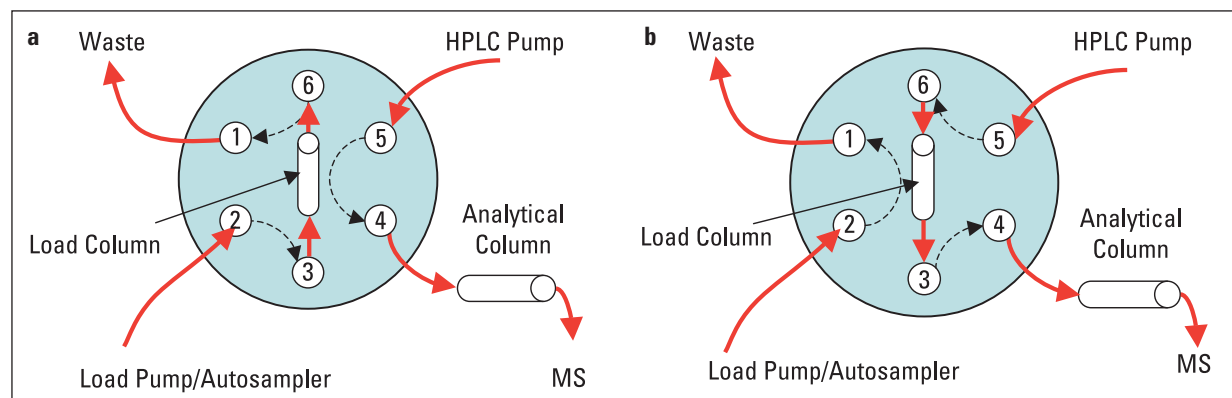 a
Waste
HPLC Pump
6
1
5
2
4
3
Load Column
Analytical
Column
Load Pump/Autosampler
MS
b
Waste
HPLC Pump
6
1
5
2
4
3
Load Column
Analytical
Column
Load Pump/Autosampler
MS